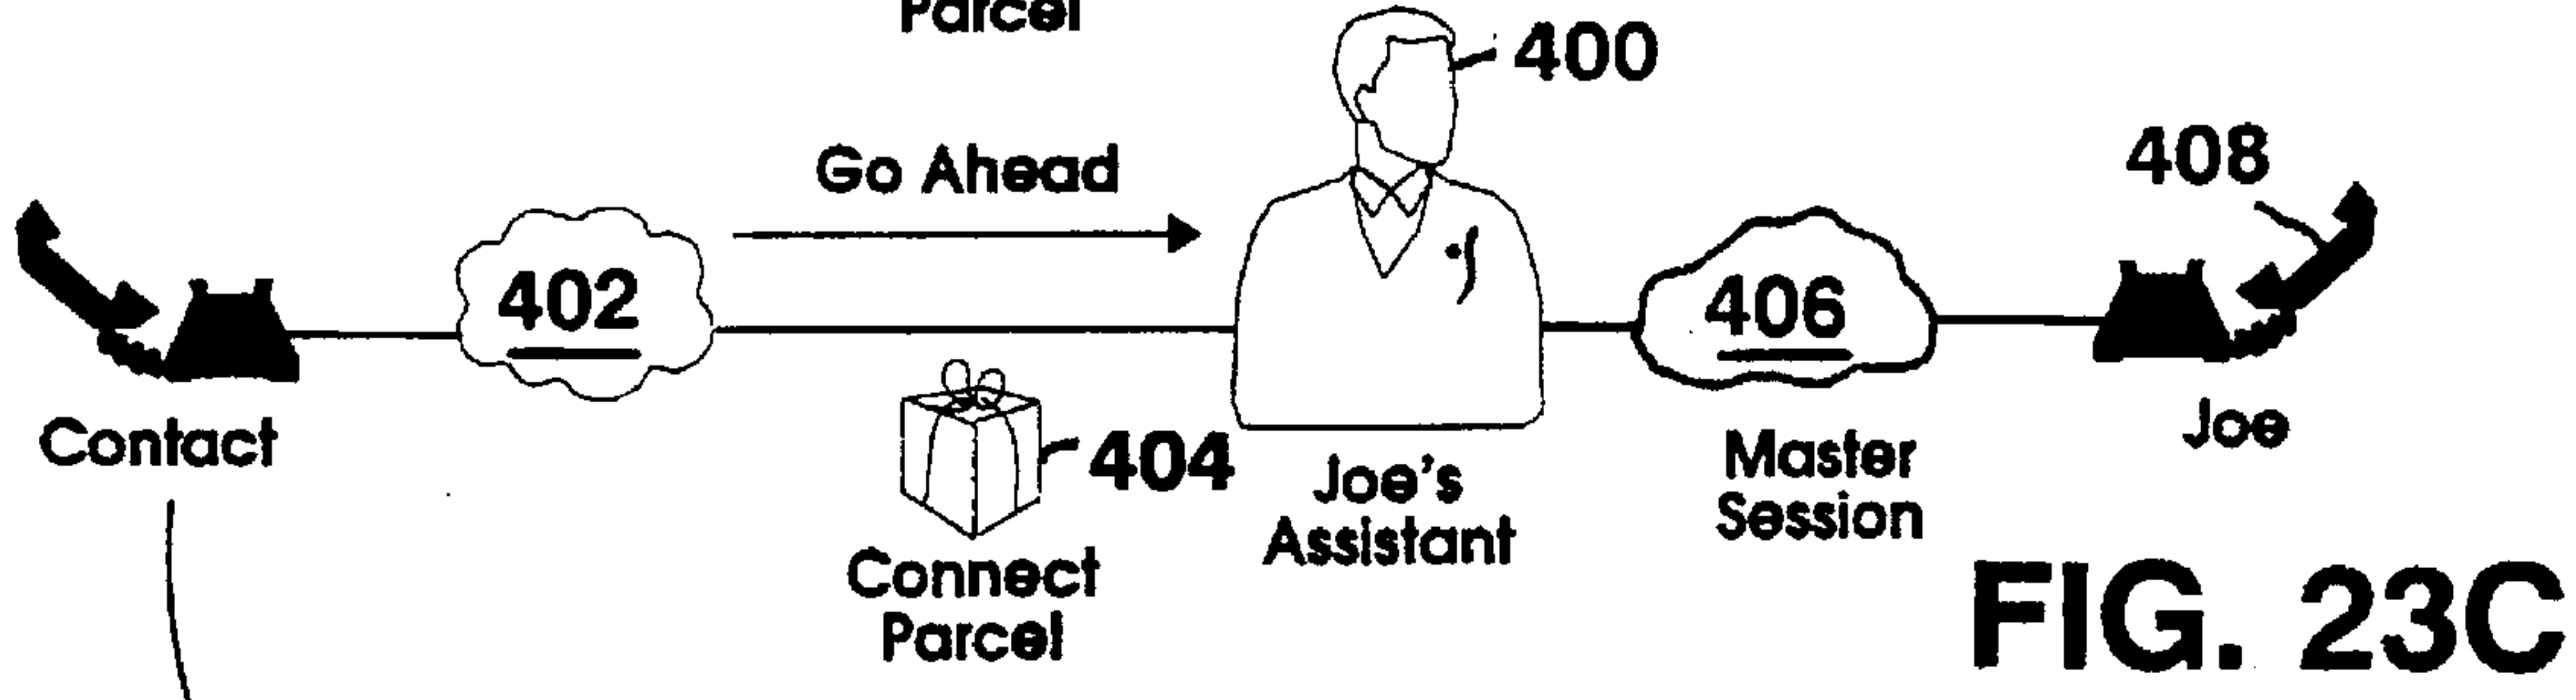 Parcel
400
Go Ahead
408
402
406
Contact
404
Joe's
Assistant
Master
Session
Joe
Connect
Parcel
FIG. 23C